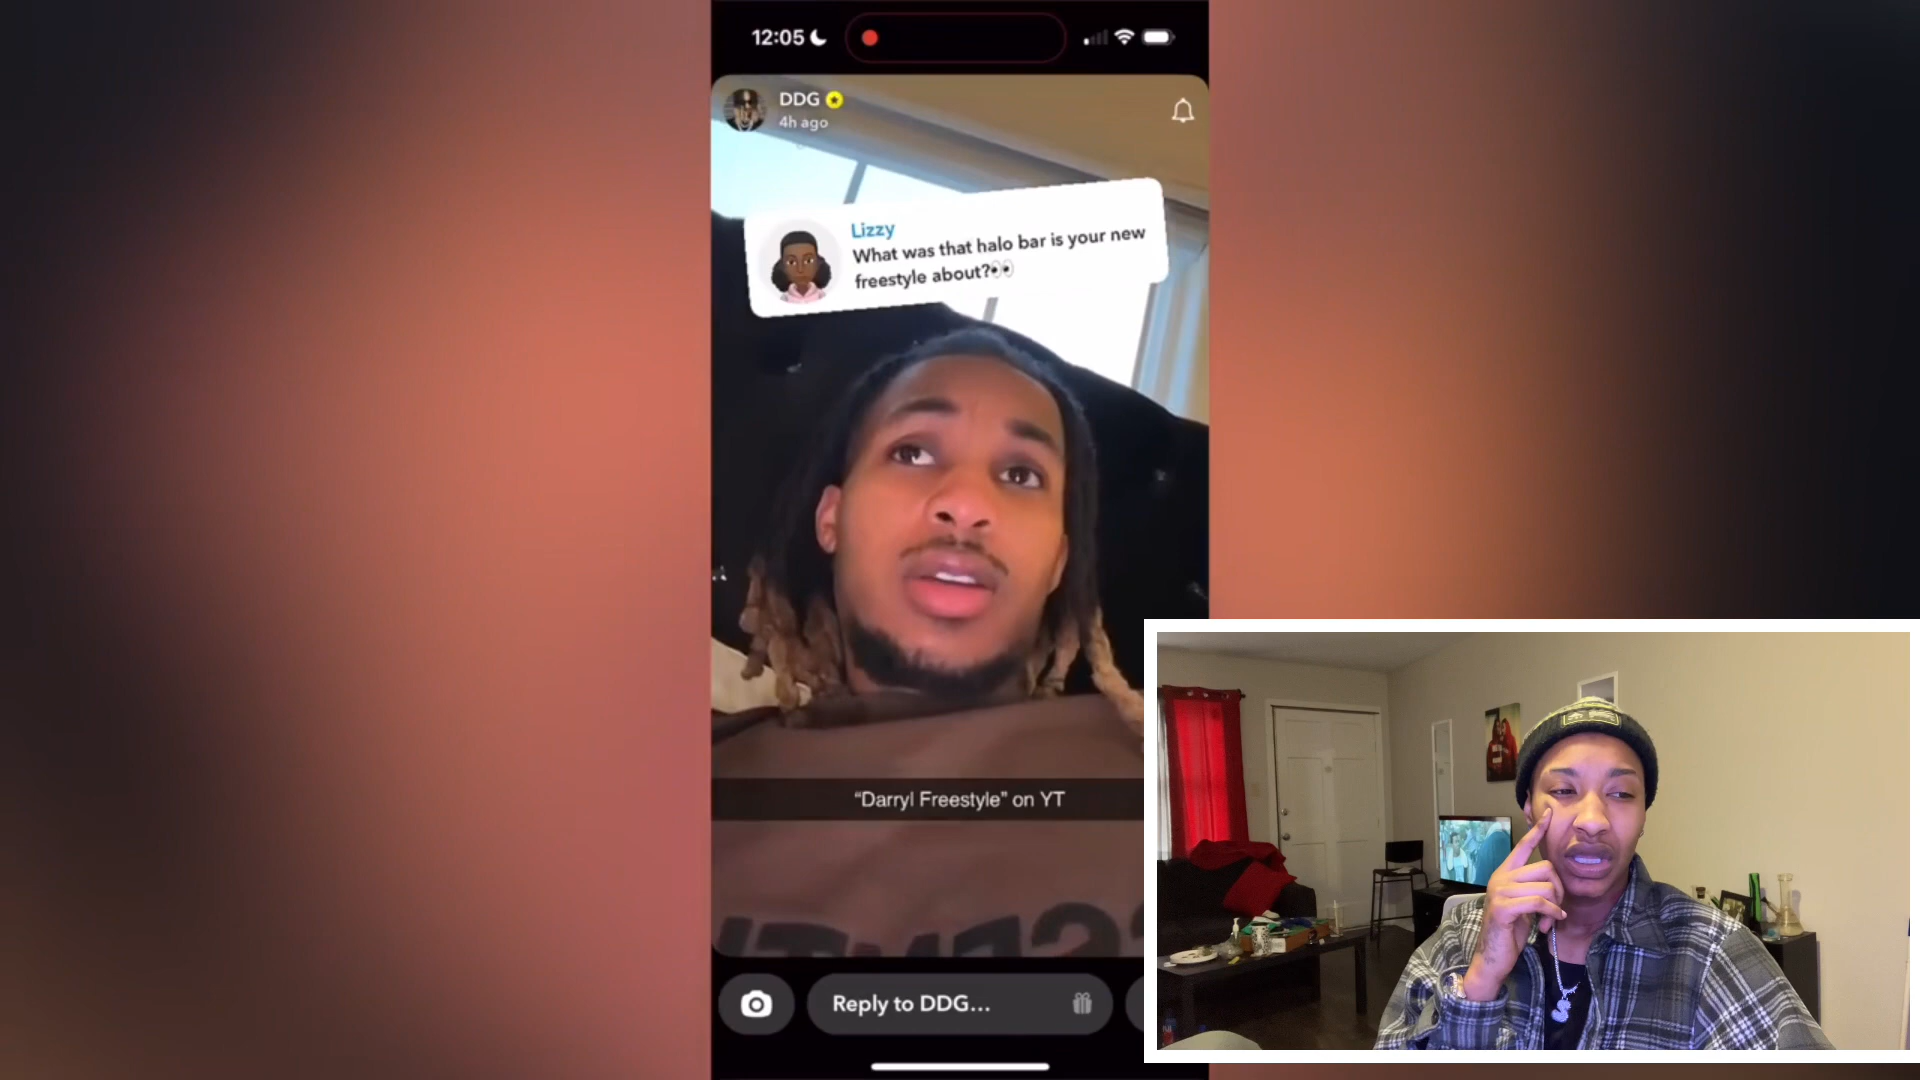 12:05
DDG
4h ago
Lizzy
What was that halo bar is your new
freestyle about?👀
“Darryl Freestyle” on YT
Reply to DDG...